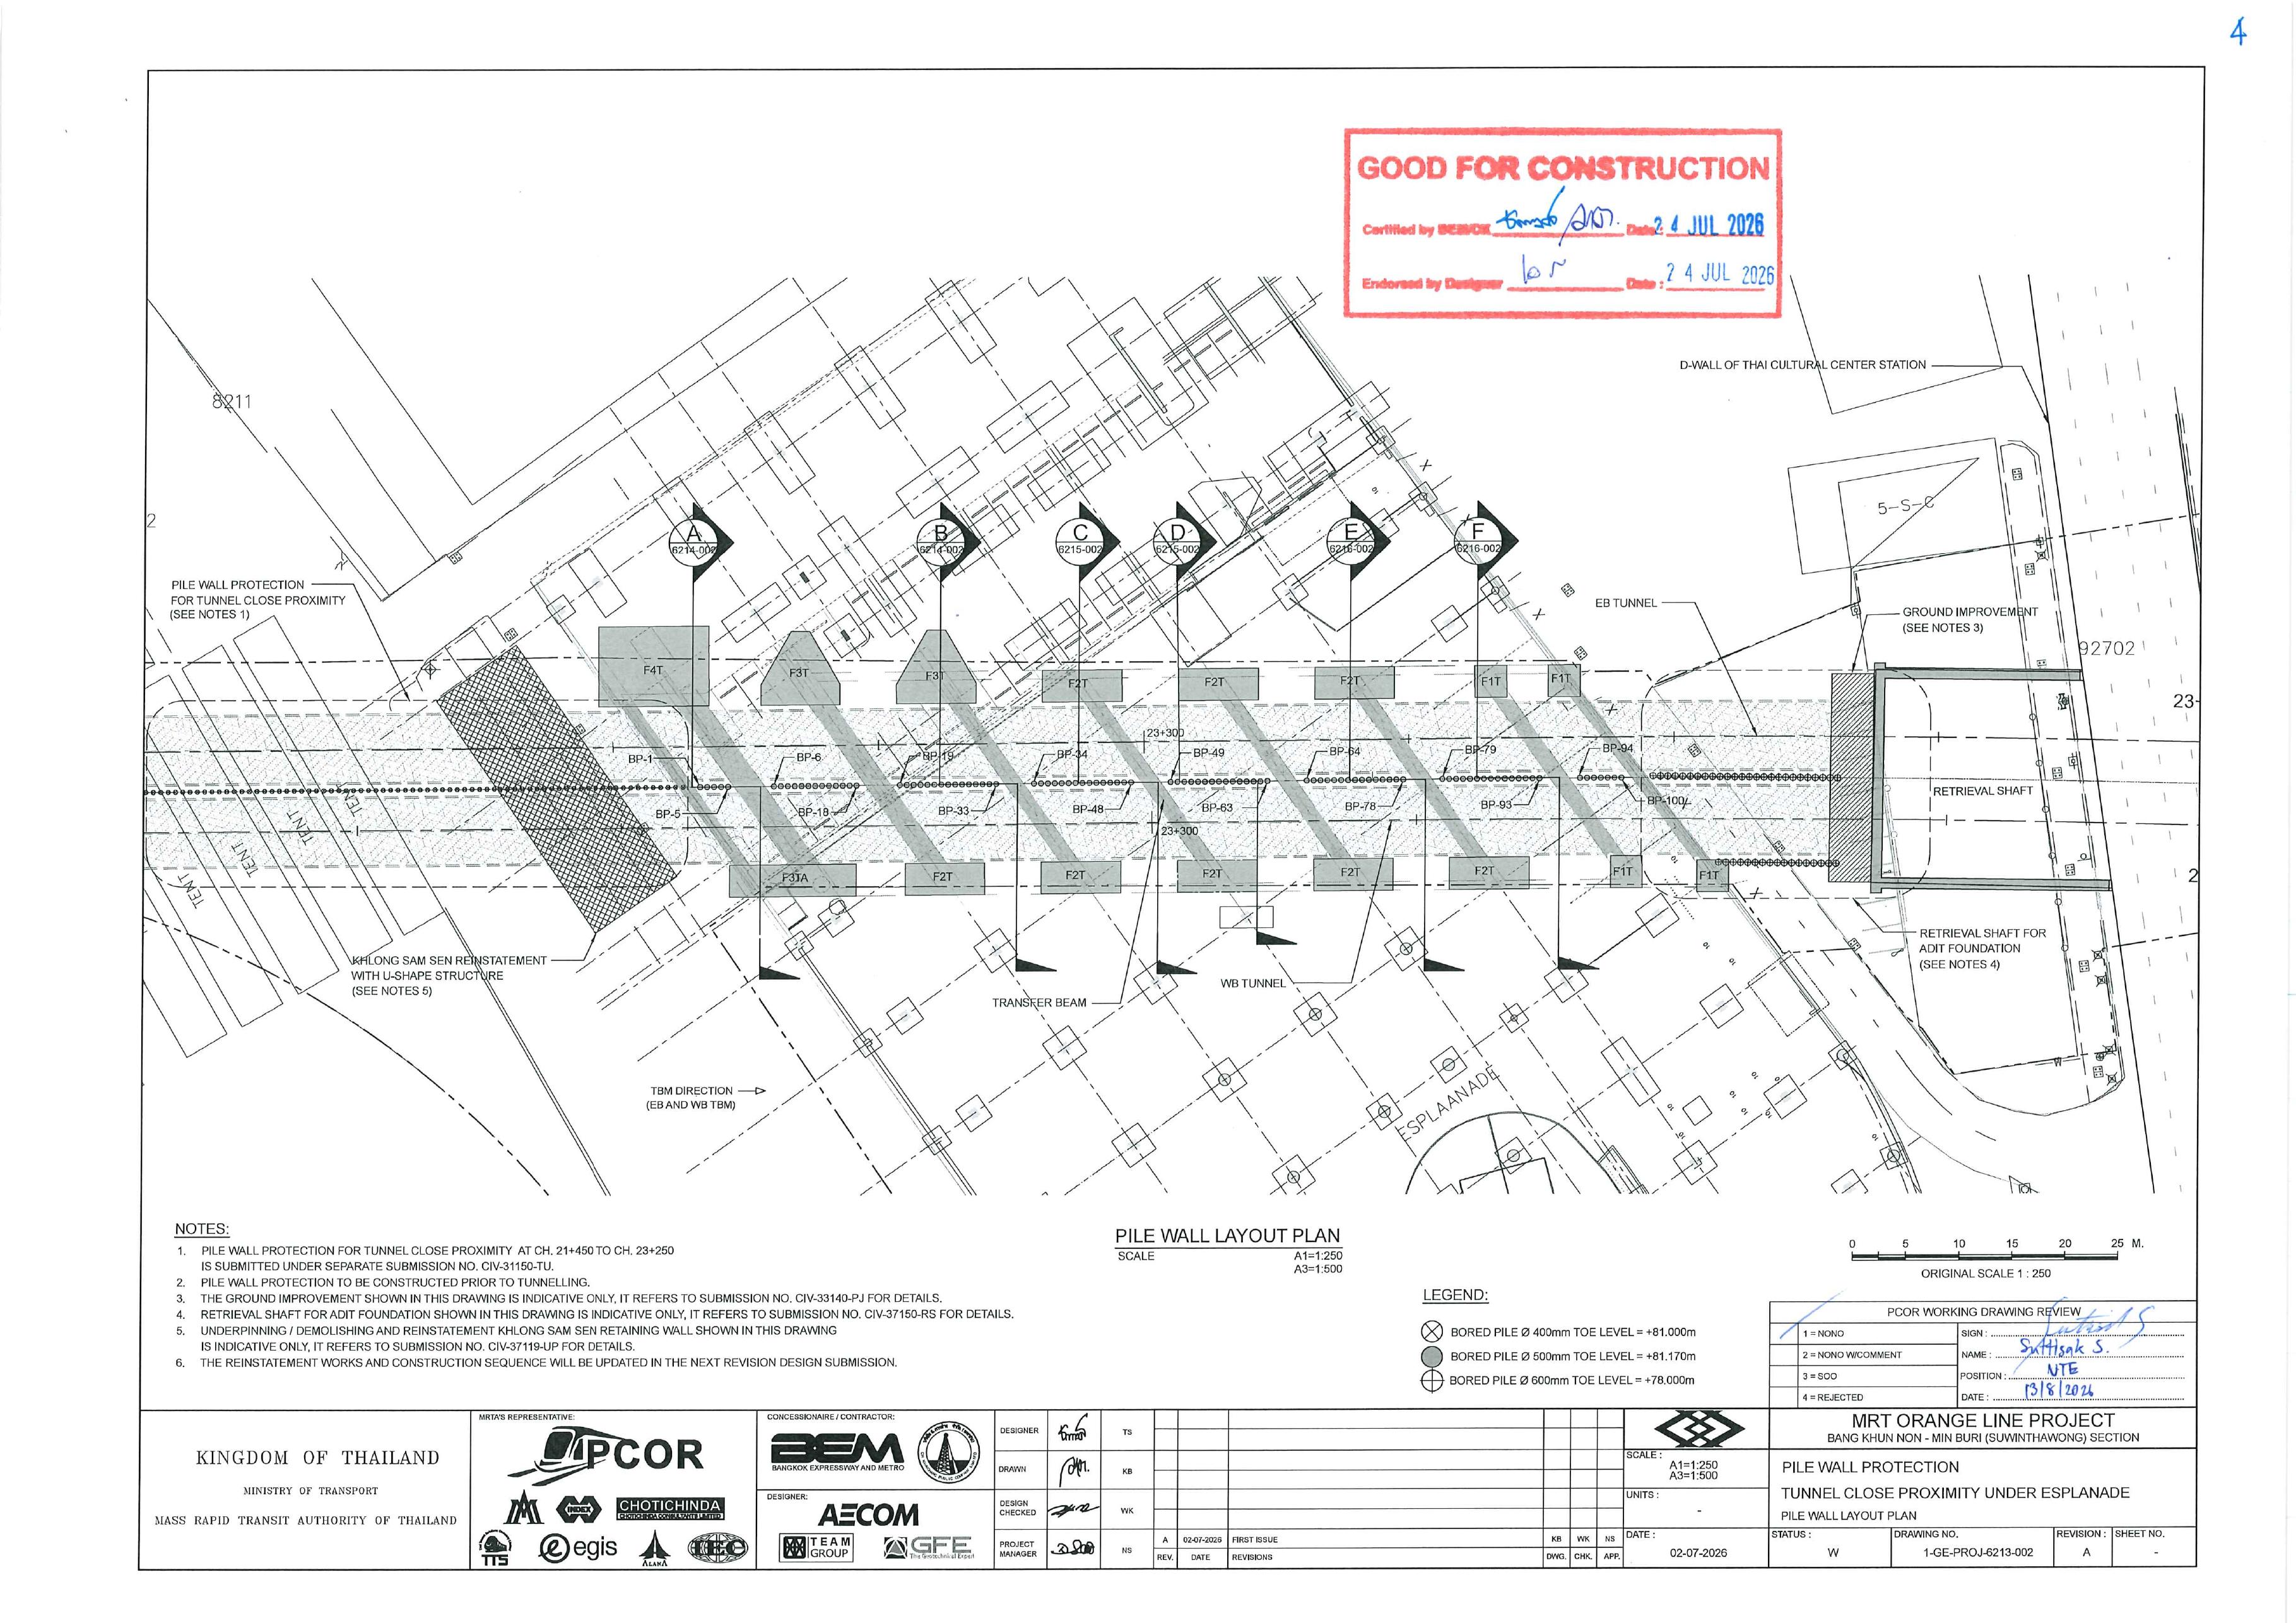 4
GOOD FOR CONSTRUCTION
Certified by
Date: 24 JUL 2026
Endorsed by Designer
Date: 24 JUL 2026
D-WALL OF THAI CULTURAL CENTER STATION
8211
2
5-S-C
A
6214-002
B
6214-002
C
6215-002
D
6215-002
E
6216-002
F
6216-002
PILE WALL PROTECTION
FOR TUNNEL CLOSE PROXIMITY
(SEE NOTES 1)
EB TUNNEL
GROUND IMPROVEMENT
(SEE NOTES 3)
92702
F4T
F3T
F3T
F2T
F2T
F2T
F1T
F1T
23-
23+300
BP-1
BP-6
BP-19
BP-34
BP-49
BP-64
BP-79
BP-94
RETRIEVAL SHAFT
BP-5
BP-18
BP-33
BP-48
BP-63
BP-78
BP-93
BP-100
23+300
TENT
TENT
TENT
TENT
F3TA
F2T
F2T
F2T
F2T
F2T
F1T
F1T
2
KHLONG SAM SEN REINSTATEMENT
WITH U-SHAPE STRUCTURE
(SEE NOTES 5)
RETRIEVAL SHAFT FOR
ADIT FOUNDATION
(SEE NOTES 4)
WB TUNNEL
TRANSFER BEAM
TBM DIRECTION
(EB AND WB TBM)
ESPLAANADE
NOTES:
1. PILE WALL PROTECTION FOR TUNNEL CLOSE PROXIMITY AT CH. 21+450 TO CH. 23+250
IS SUBMITTED UNDER SEPARATE SUBMISSION NO. CIV-31150-TU.
2. PILE WALL PROTECTION TO BE CONSTRUCTED PRIOR TO TUNNELLING.
3. THE GROUND IMPROVEMENT SHOWN IN THIS DRAWING IS INDICATIVE ONLY, IT REFERS TO SUBMISSION NO. CIV-33140-PJ FOR DETAILS.
4. RETRIEVAL SHAFT FOR ADIT FOUNDATION SHOWN IN THIS DRAWING IS INDICATIVE ONLY, IT REFERS TO SUBMISSION NO. CIV-37150-RS FOR DETAILS.
5. UNDERPINNING / DEMOLISHING AND REINSTATEMENT KHLONG SAM SEN RETAINING WALL SHOWN IN THIS DRAWING
IS INDICATIVE ONLY, IT REFERS TO SUBMISSION NO. CIV-37119-UP FOR DETAILS.
6. THE REINSTATEMENT WORKS AND CONSTRUCTION SEQUENCE WILL BE UPDATED IN THE NEXT REVISION DESIGN SUBMISSION.
PILE WALL LAYOUT PLAN
SCALE A1=1:250
A3=1:500
0 5 10 15 20 25 M.
ORIGINAL SCALE 1 : 250
LEGEND:
BORED PILE Ø 400mm TOE LEVEL = +81.000m
BORED PILE Ø 500mm TOE LEVEL = +81.170m
BORED PILE Ø 600mm TOE LEVEL = +78.000m
PCOR WORKING DRAWING REVIEW
1 = NONO
2 = NONO W/COMMENT
3 = SOO
4 = REJECTED
SIGN :
NAME : Suttisak S.
POSITION : NTE
DATE : 13/8/2026
KINGDOM OF THAILAND
MINISTRY OF TRANSPORT
MASS RAPID TRANSIT AUTHORITY OF THAILAND
MRTA'S REPRESENTATIVE:
PCOR
INDEX
CHOTICHINDA
CHOTICHINDA CONSULTANTS LIMITED
TTS
egis
ALMA
TEC
CONCESSIONAIRE / CONTRACTOR:
BEM
BANGKOK EXPRESSWAY AND METRO
DESIGNER:
AECOM
TEAM GROUP
GFE
The Geotechnical Expert
DESIGNER TS
DRAWN KB
DESIGN CHECKED WK
PROJECT MANAGER NS
A 02-07-2026 FIRST ISSUE KB WK NS
REV. DATE REVISIONS DWG. CHK. APP.
SCALE :
A1=1:250
A3=1:500
UNITS :
-
DATE :
02-07-2026
MRT ORANGE LINE PROJECT
BANG KHUN NON - MIN BURI (SUWINTHAWONG) SECTION
PILE WALL PROTECTION
TUNNEL CLOSE PROXIMITY UNDER ESPLANADE
PILE WALL LAYOUT PLAN
STATUS : W
DRAWING NO. 1-GE-PROJ-6213-002
REVISION : A
SHEET NO. -